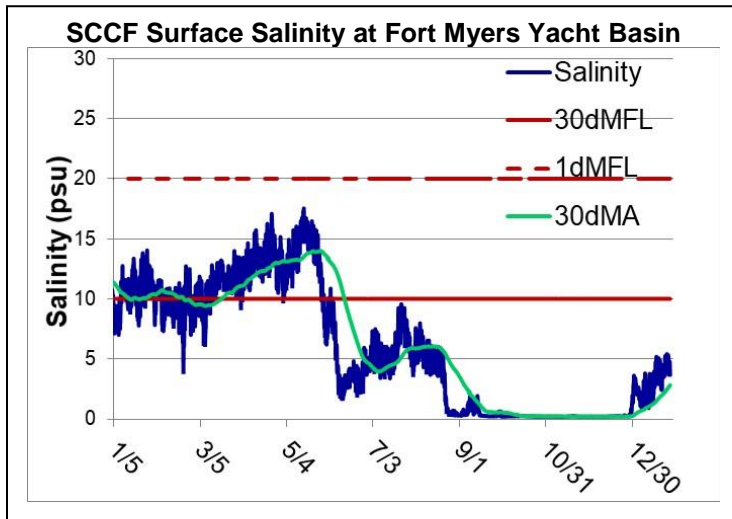 SCCF Surface Salinity at Fort Myers Yacht Basin
30
25
20
15
10
5
0
Salinity (psu)
Salinity
30dMFL
1dMFL
30dMA
1/5
3/5
5/4
7/3
9/1
10/31
12/30